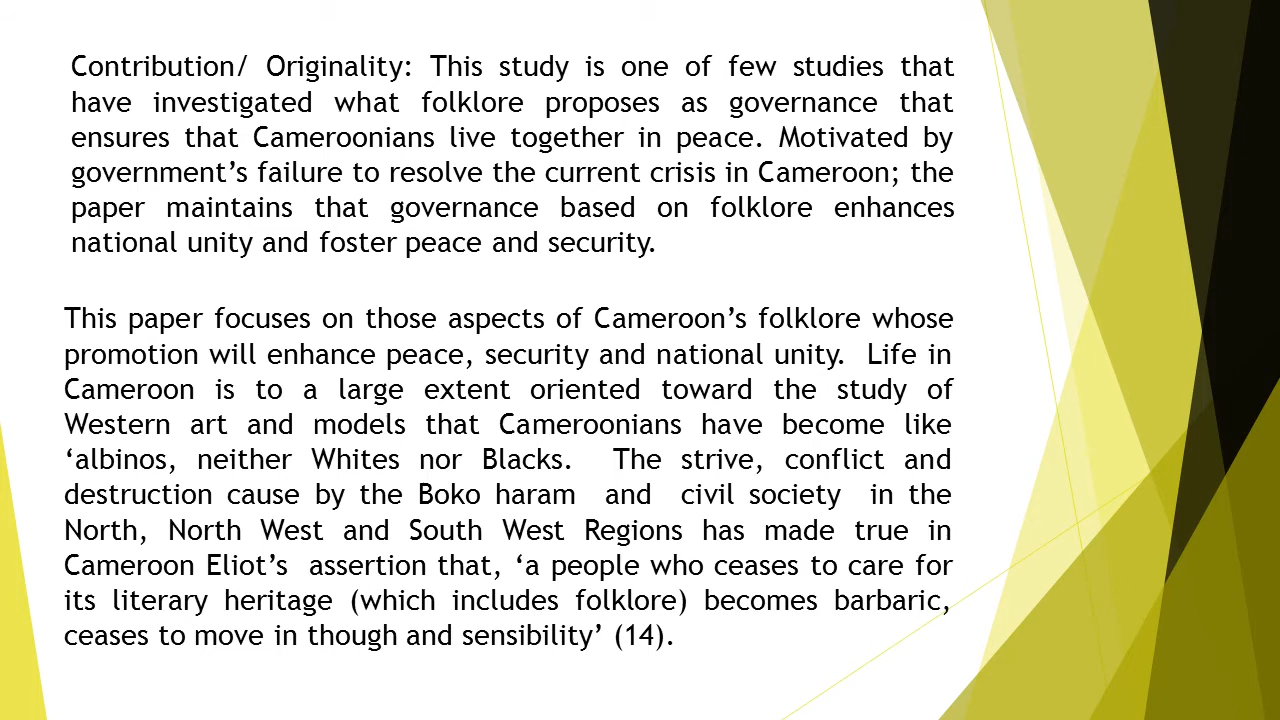 Contribution/ Originality: This study is one of few studies that
have investigated what folklore proposes as governance that
ensures that Cameroonians live together in peace. Motivated by
government’s failure to resolve the current crisis in Cameroon; the
paper maintains that governance based on folklore enhances
national unity and foster peace and security.
This paper focuses on those aspects of Cameroon’s folklore whose
promotion will enhance peace, security and national unity.  Life in
Cameroon is to a large extent oriented toward the study of
Western art and models that Cameroonians have become like
‘albinos, neither Whites nor Blacks.  The strive, conflict and
destruction cause by the Boko haram  and  civil society  in the
North, North West and South West Regions has made true in
Cameroon Eliot’s  assertion that, ‘a people who ceases to care for
its literary heritage (which includes folklore) becomes barbaric,
ceases to move in though and sensibility’ (14).